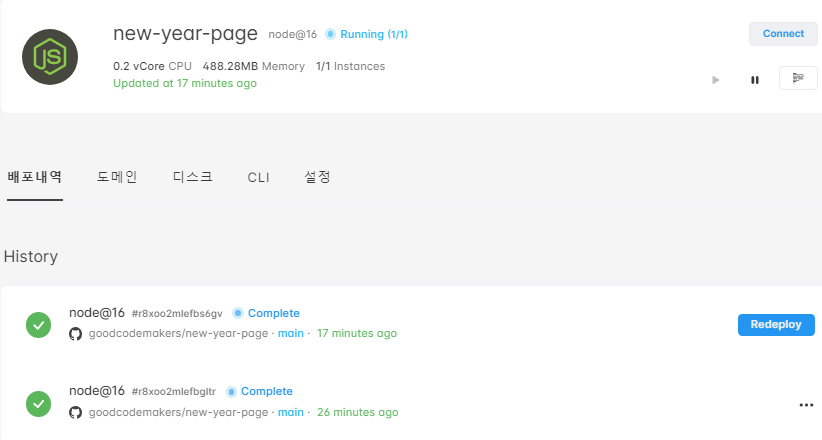 new-year-page node@16 Running (1/1) Connect
JS
0.2 vCore CPU 488.28MB Memory 1/1 Instances
Updated at 17 minutes ago
배포내역 도메인 디스크 CLI 설정
History
node@16 #r8xoo2mlefbs6gv Complete
goodcodemakers/new-year-page · main · 17 minutes ago
Redeploy
node@16 #r8xoo2mlefbgltr Complete
goodcodemakers/new-year-page · main · 26 minutes ago